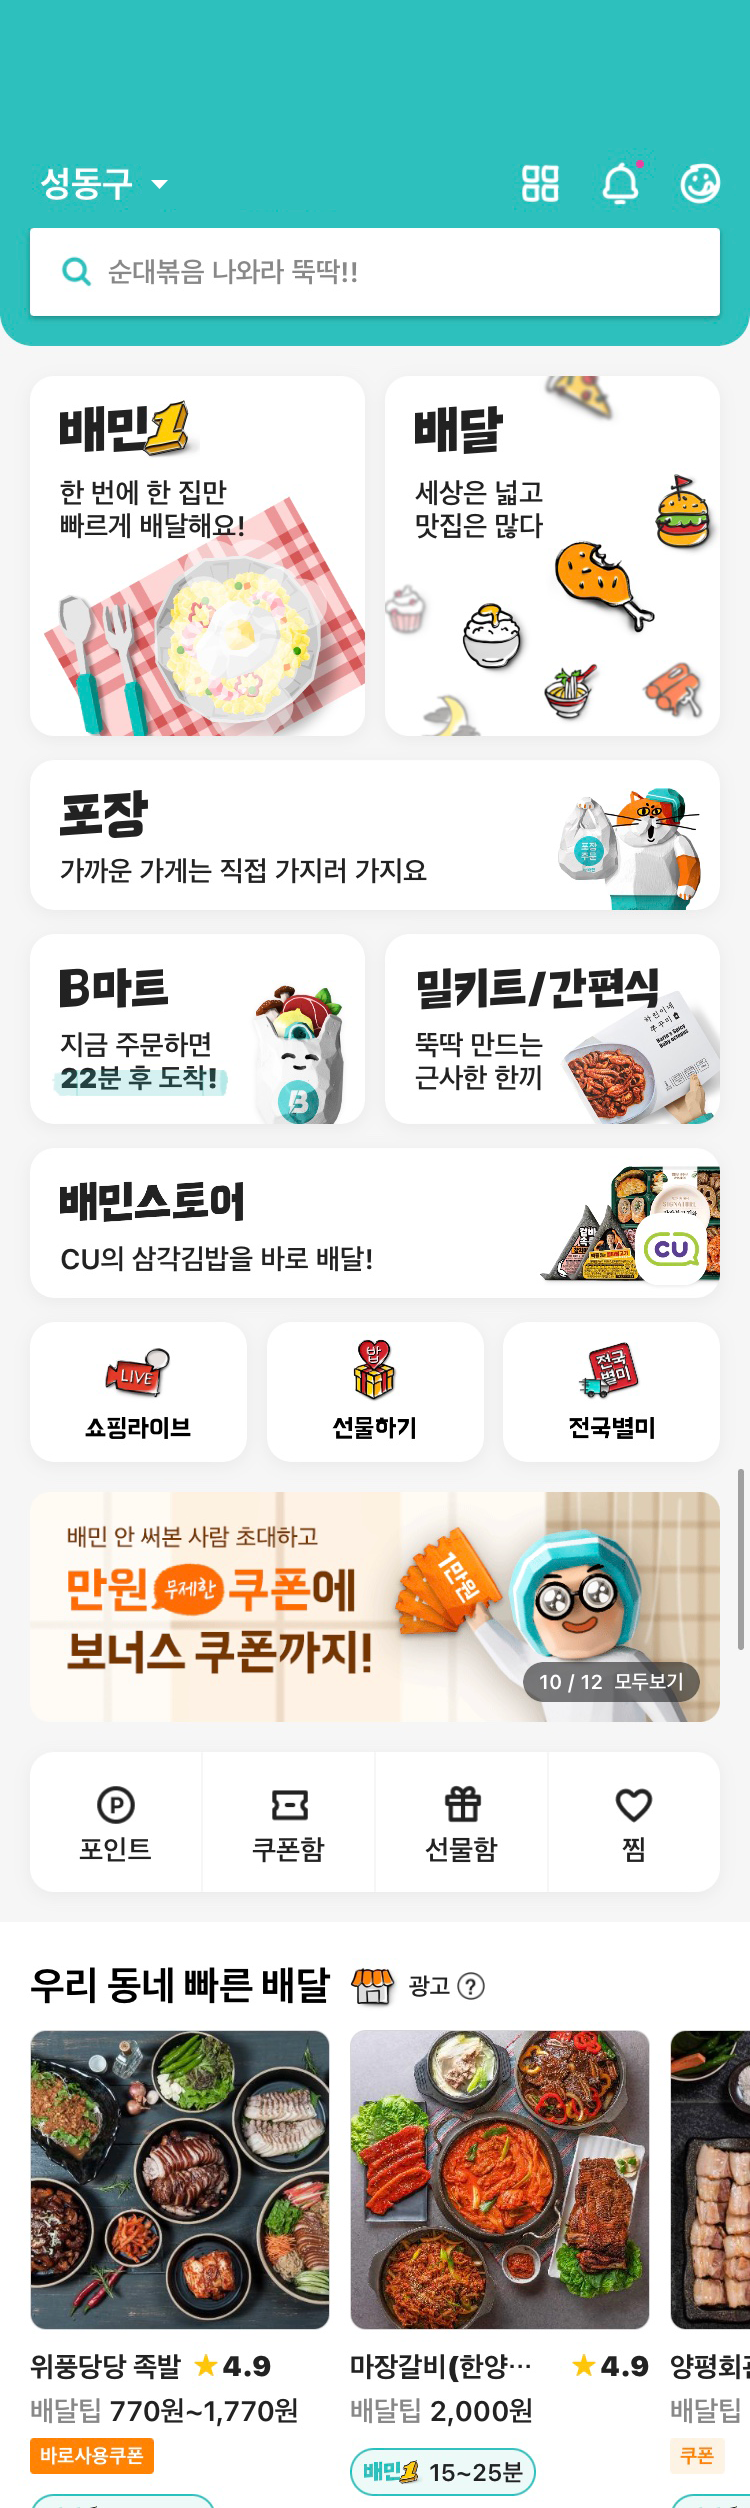 성동구
순대볶음 나와라 뚝딱!!
배민1
한 번에 한 집만
빠르게 배달해요!
배달
세상은 넓고
맛집은 많다
포장
가까운 가게는 직접 가지러 가지요
포장
주문
B마트
지금 주문하면
22분 후 도착!
B
밀키트/간편식
뚝딱 만드는
근사한 한끼
배민스토어
CU의 삼각김밥을 바로 배달!
CU
LIVE
쇼핑라이브
밥
선물하기
전국
별미
전국별미
배민 안 써본 사람 초대하고
만원 무제한 쿠폰에
보너스 쿠폰까지!
1만원
10 / 12 모두보기
P
포인트
쿠폰함
선물함
찜
우리 동네 빠른 배달 광고 ?
위풍당당 족발 ★4.9
배달팁 770원~1,770원
바로사용쿠폰
마장갈비(한양… ★4.9
배달팁 2,000원
배민1 15~25분
양평회관
배달팁
쿠폰